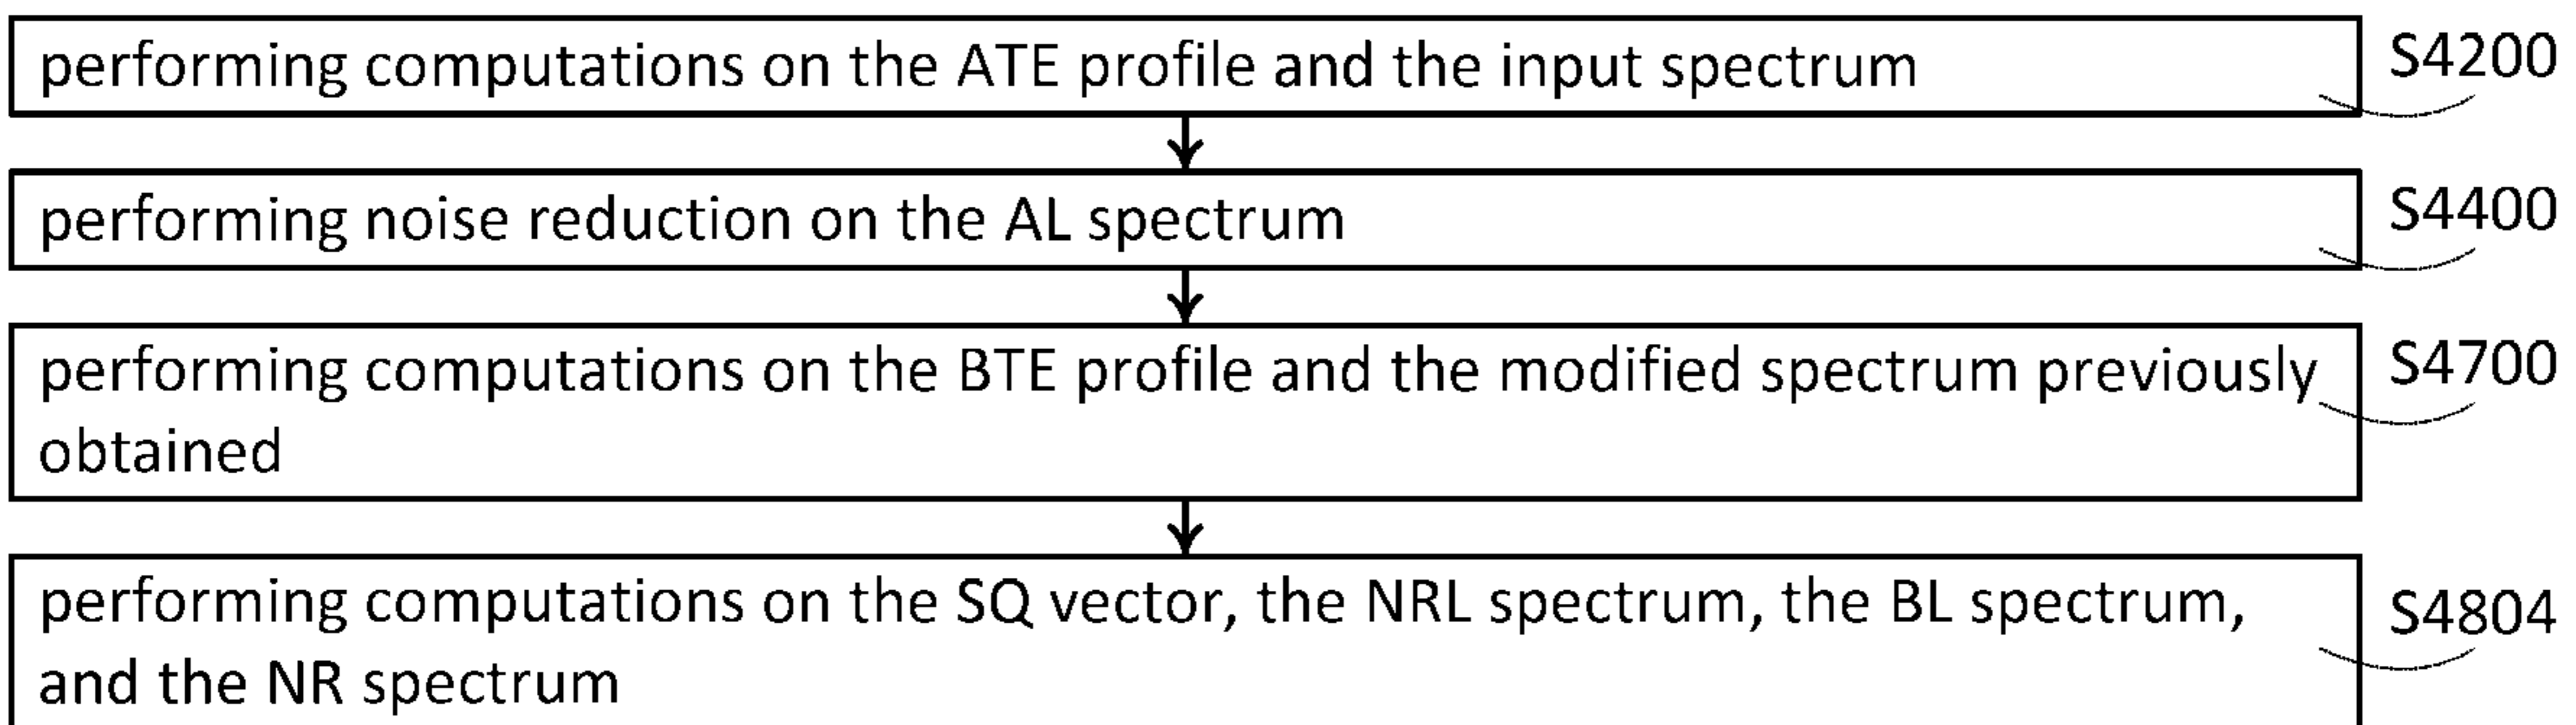 performing computations on the ATE profile and the input spectrum S4200
performing noise reduction on the AL spectrum S4400
performing computations on the BTE profile and the modified spectrum previously S4700
obtained
performing computations on the SQ vector, the NRL spectrum, the BL spectrum, S4804
and the NR spectrum